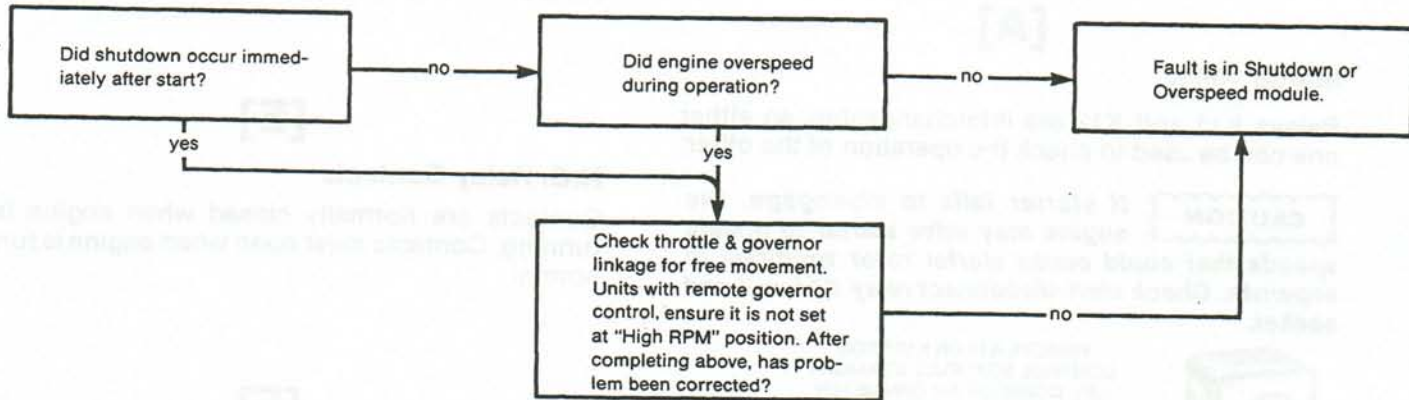 Did shutdown occur immed-
iately after start?
no
Did engine overspeed
during operation?
no
Fault is in Shutdown or
Overspeed module.
yes
yes
Check throttle & governor
linkage for free movement.
Units with remote governor
control, ensure it is not set
at "High RPM" position. After
completing above, has prob-
lem been corrected?
no